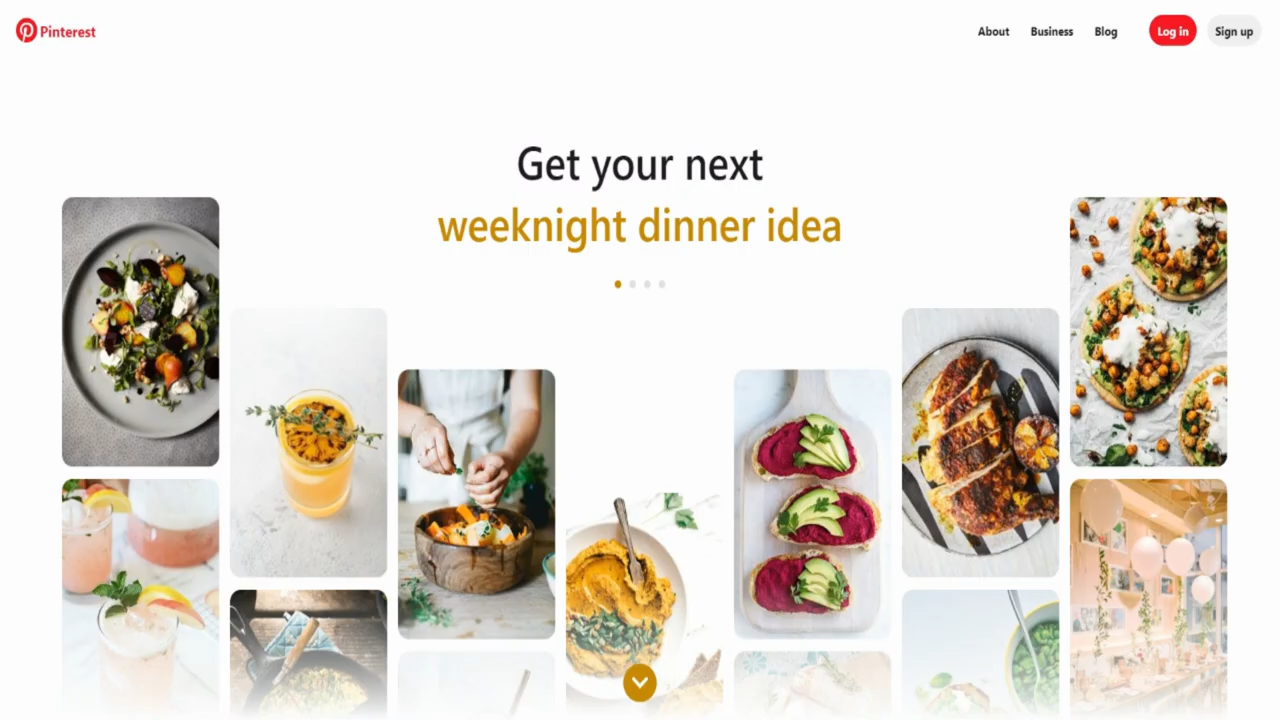 Pinterest
About
Business
Blog
Log in
Sign up
Get your next
weeknight dinner idea